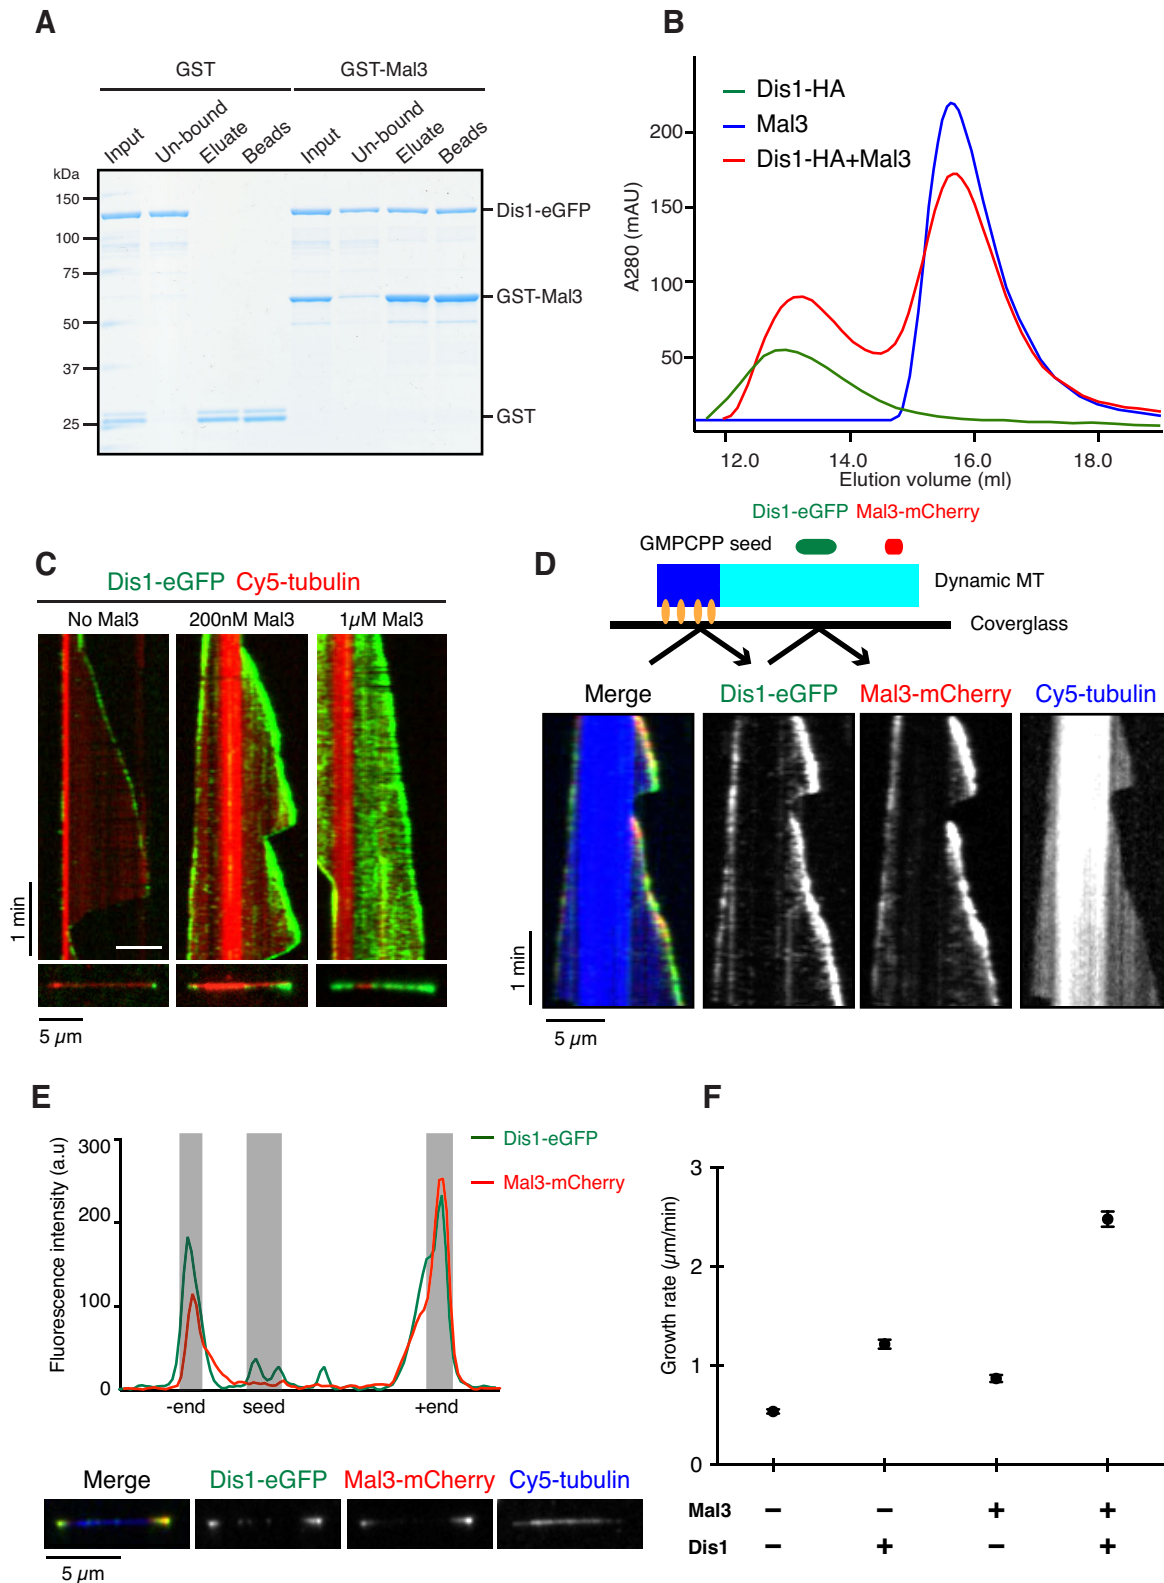 A
GST GST-Mal3
Input Un-bound Eluate Beads Input Un-bound Eluate Beads
kDa
150
100
75
50
37
25
Dis1-eGFP
GST-Mal3
GST
B
Dis1-HA
Mal3
Dis1-HA+Mal3
A280 (mAU)
200
150
100
50
12.0 14.0 16.0 18.0
Elution volume (ml)
C
Dis1-eGFP Cy5-tubulin
No Mal3 200nM Mal3 1µM Mal3
1 min
5 µm
D
Dis1-eGFP Mal3-mCherry
GMPCPP seed
Dynamic MT
Coverglass
Merge Dis1-eGFP Mal3-mCherry Cy5-tubulin
1 min
5 µm
E
Fluorescence intensity (a.u)
300
200
100
0
Dis1-eGFP
Mal3-mCherry
-end seed +end
Merge Dis1-eGFP Mal3-mCherry Cy5-tubulin
5 µm
F
Growth rate (µm/min)
3
2
1
0
Mal3 − − + +
Dis1 − + − +